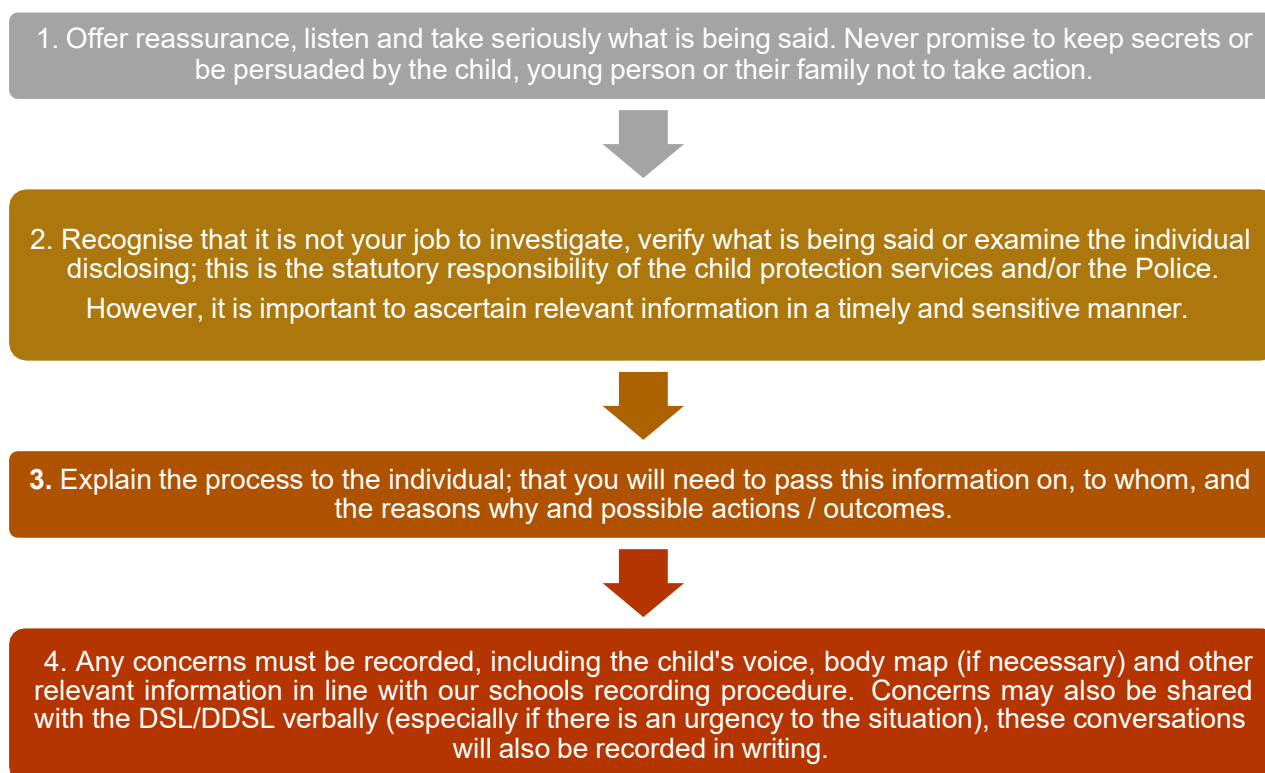 1. Offer reassurance, listen and take seriously what is being said. Never promise to keep secrets or
be persuaded by the child, young person or their family not to take action.
2. Recognise that it is not your job to investigate, verify what is being said or examine the individual
disclosing; this is the statutory responsibility of the child protection services and/or the Police.
However, it is important to ascertain relevant information in a timely and sensitive manner.
3. Explain the process to the individual; that you will need to pass this information on, to whom, and
the reasons why and possible actions / outcomes.
4. Any concerns must be recorded, including the child's voice, body map (if necessary) and other
relevant information in line with our schools recording procedure. Concerns may also be shared
with the DSL/DDSL verbally (especially if there is an urgency to the situation), these conversations
will also be recorded in writing.